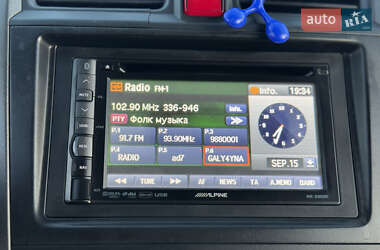 auto RIA
Radio FM-1
Info. 19:34
102.90 MHz 336-946 Info.
PTY Фолк музыка
P.1 P.2 P.3
91.7 FM 93.90MHz 9880001
P.4 P.5 P.6
RADIO ad7 GALY4YNA
SEP.15
TUNE AF NEWS TA A.MEMO BAND
MUTE
NAV
ALPINE